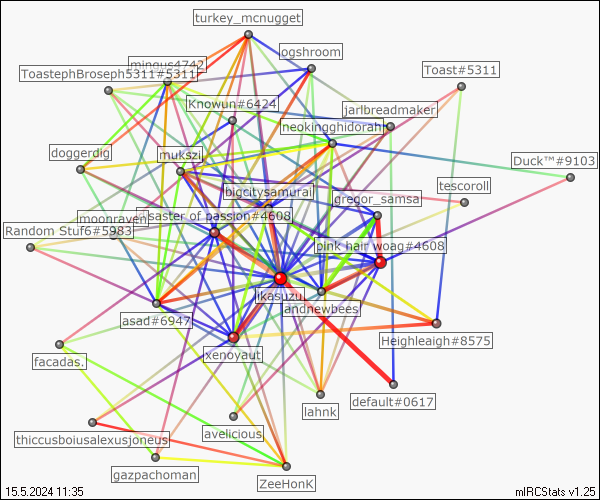 turkey_mcnugget
ogshroom
mingus4742
ToastephBroseph5311#5311
Toast#5311
Knowun#6424
jarlbreadmaker
neokingghidorah
doggerdig
mukszi
Duck™#9103
tescoroll
bigcitysamurai
gregor_samsa
moonraven
saster of passion#4608
Random Stuf6#5983
pink hair woag#4608
ikasuzu
andnewbees
asad#6947
Heighleaigh#8575
xenoyaut
facadas.
default#0617
lahnk
avelicious
thiccusboiusalexusjoneus
gazpachoman
ZeeHonK
15.5.2024 11:35
mIRCStats v1.25